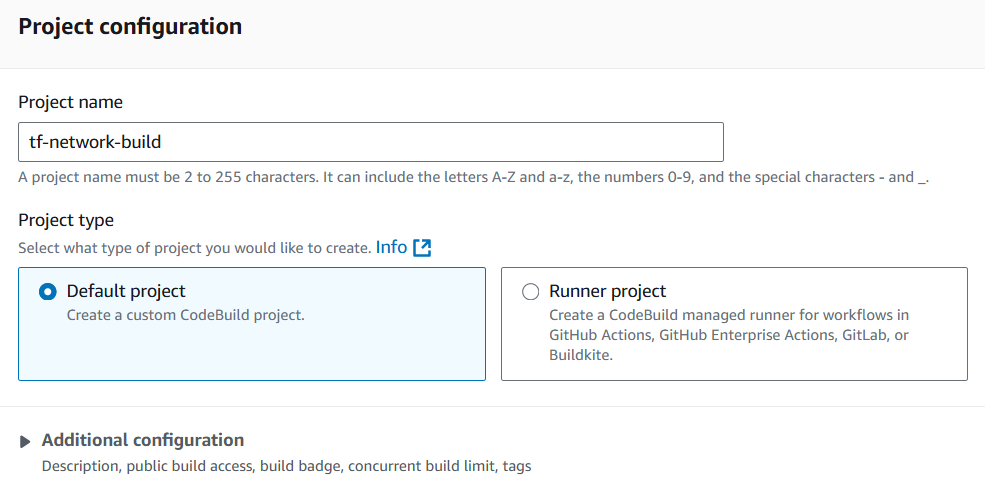 Project configuration
Project name
tf-network-build
A project name must be 2 to 255 characters. It can include the letters A-Z and a-z, the numbers 0-9, and the special characters - and _.
Project type
Select what type of project you would like to create. Info
Default project
Create a custom CodeBuild project.
Runner project
Create a CodeBuild managed runner for workflows in
GitHub Actions, GitHub Enterprise Actions, GitLab, or
Buildkite.
Additional configuration
Description, public build access, build badge, concurrent build limit, tags